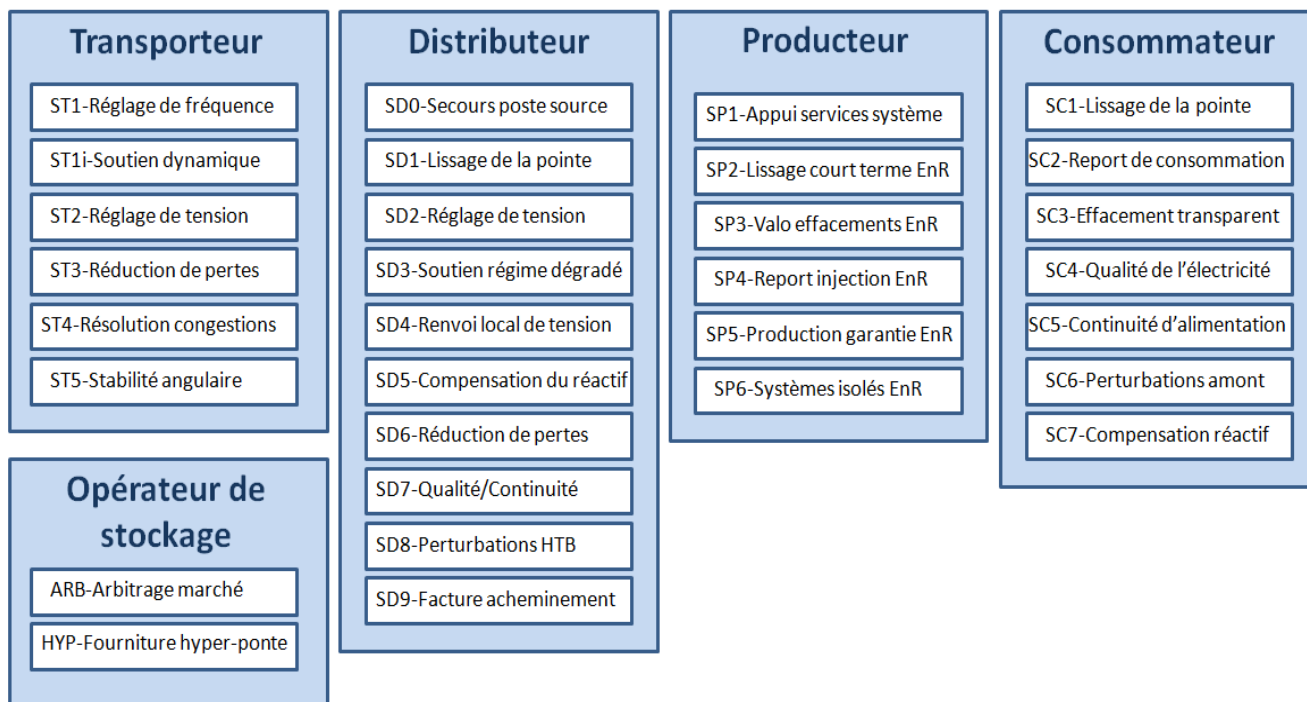 Transporteur
ST1-Réglage de fréquence
ST1i-Soutien dynamique
ST2-Réglage de tension
ST3-Réduction de pertes
ST4-Résolution congestions
ST5-Stabilité angulaire
Opérateur de
stockage
ARB-Arbitrage marché
HYP-Fourniture hyper-ponte
Distributeur
SD0-Secours poste source
SD1-Lissage de la pointe
SD2-Réglage de tension
SD3-Soutien régime dégradé
SD4-Renvoi local de tension
SD5-Compensation du réactif
SD6-Réduction de pertes
SD7-Qualité/Continuité
SD8-Perturbations HTB
SD9-Facture acheminement
Producteur
SP1-Appui services système
SP2-Lissage court terme EnR
SP3-Valo effacements EnR
SP4-Report injection EnR
SP5-Production garantie EnR
SP6-Systèmes isolés EnR
Consommateur
SC1-Lissage de la pointe
SC2-Report de consommation
SC3-Effacement transparent
SC4-Qualité de l'électricité
SC5-Continuité d'alimentation
SC6-Perturbations amont
SC7-Compensation réactif